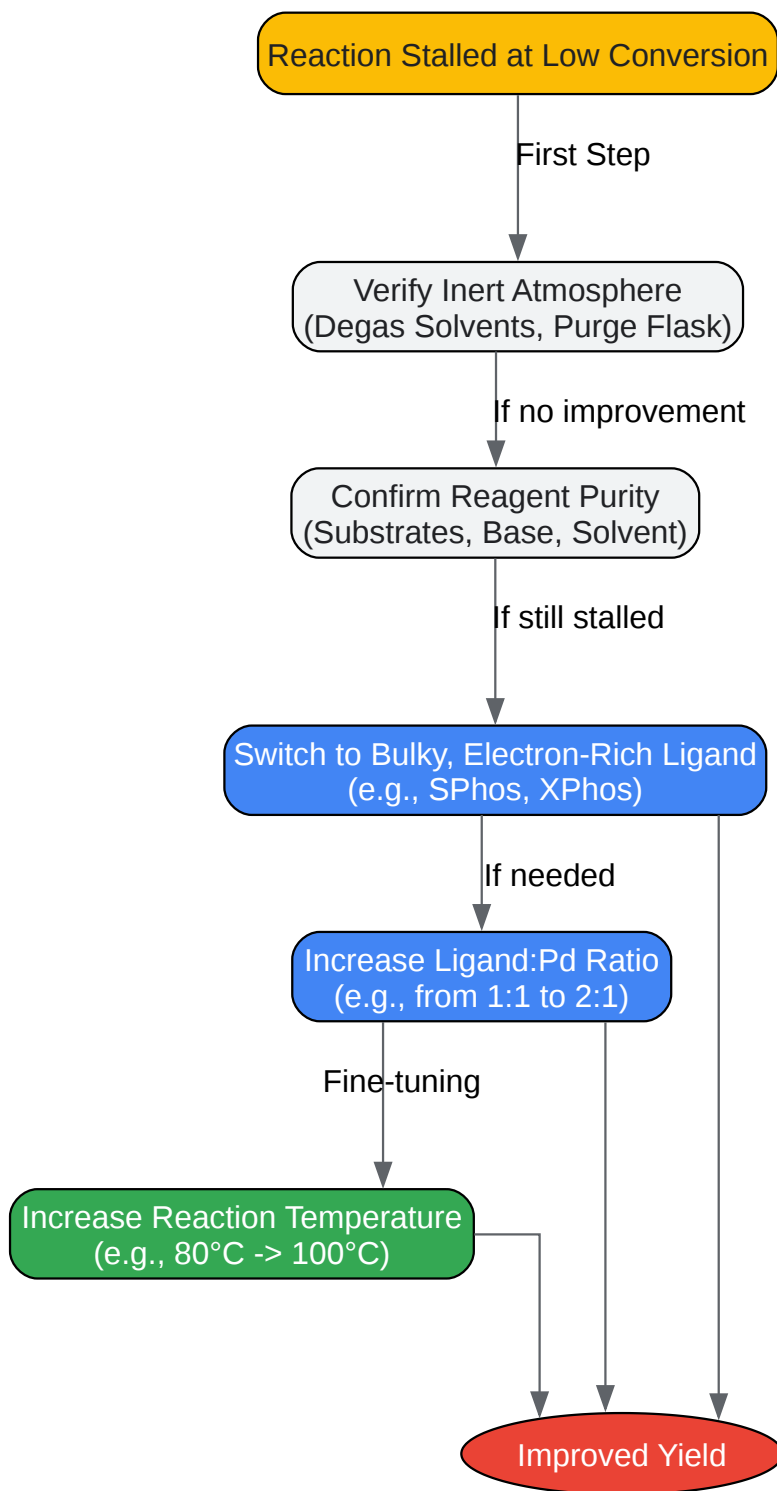 Reaction Stalled at Low Conversion
First Step
Verify Inert Atmosphere
(Degas Solvents, Purge Flask)
If no improvement
Confirm Reagent Purity
(Substrates, Base, Solvent)
If still stalled
Switch to Bulky, Electron-Rich Ligand
(e.g., SPhos, XPhos)
If needed
Increase Ligand:Pd Ratio
(e.g., from 1:1 to 2:1)
Fine-tuning
Increase Reaction Temperature
(e.g., 80°C -> 100°C)
Improved Yield